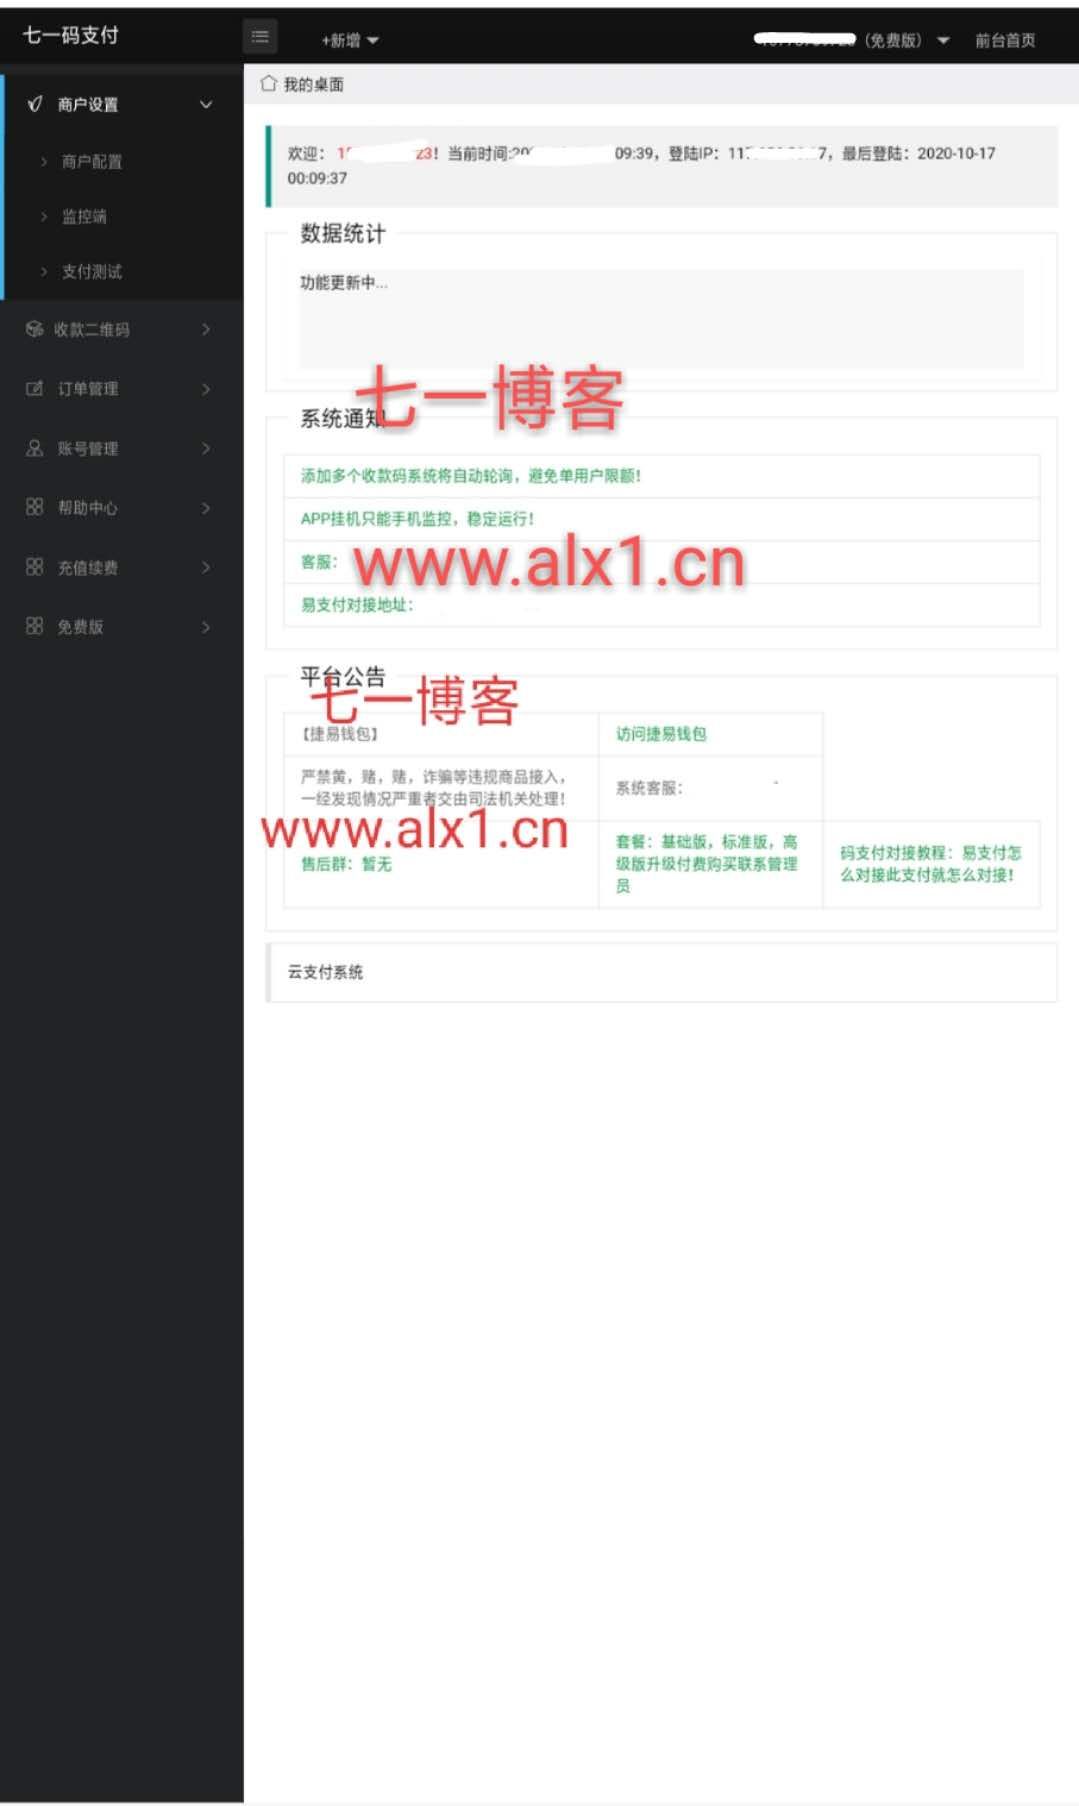 七一码支付
+新增
（免费版）
前台首页
商户设置
商户配置
监控端
支付测试
收款二维码
订单管理
账号管理
帮助中心
充值续费
免费版
我的桌面
欢迎： 1 23！当前时间: 09:39，登陆IP：11 7，最后登陆：2020-10-17
00:09:37
数据统计
功能更新中...
七一博客
系统通知
添加多个收款码系统将自动轮询，避免单用户限额！
APP挂机只能手机监控，稳定运行！
客服：
www.alx1.cn
易支付对接地址：
平台公告
七一博客
【捷易钱包】
访问捷易钱包
严禁黄，赌，赌，诈骗等违规商品接入，
一经发现情况严重者交由司法机关处理！
系统客服：
www.alx1.cn
售后群：暂无
套餐：基础版，标准版，高
级版升级付费购买联系管理
员
码支付对接教程：易支付怎
么对接此支付就怎么对接！
云支付系统